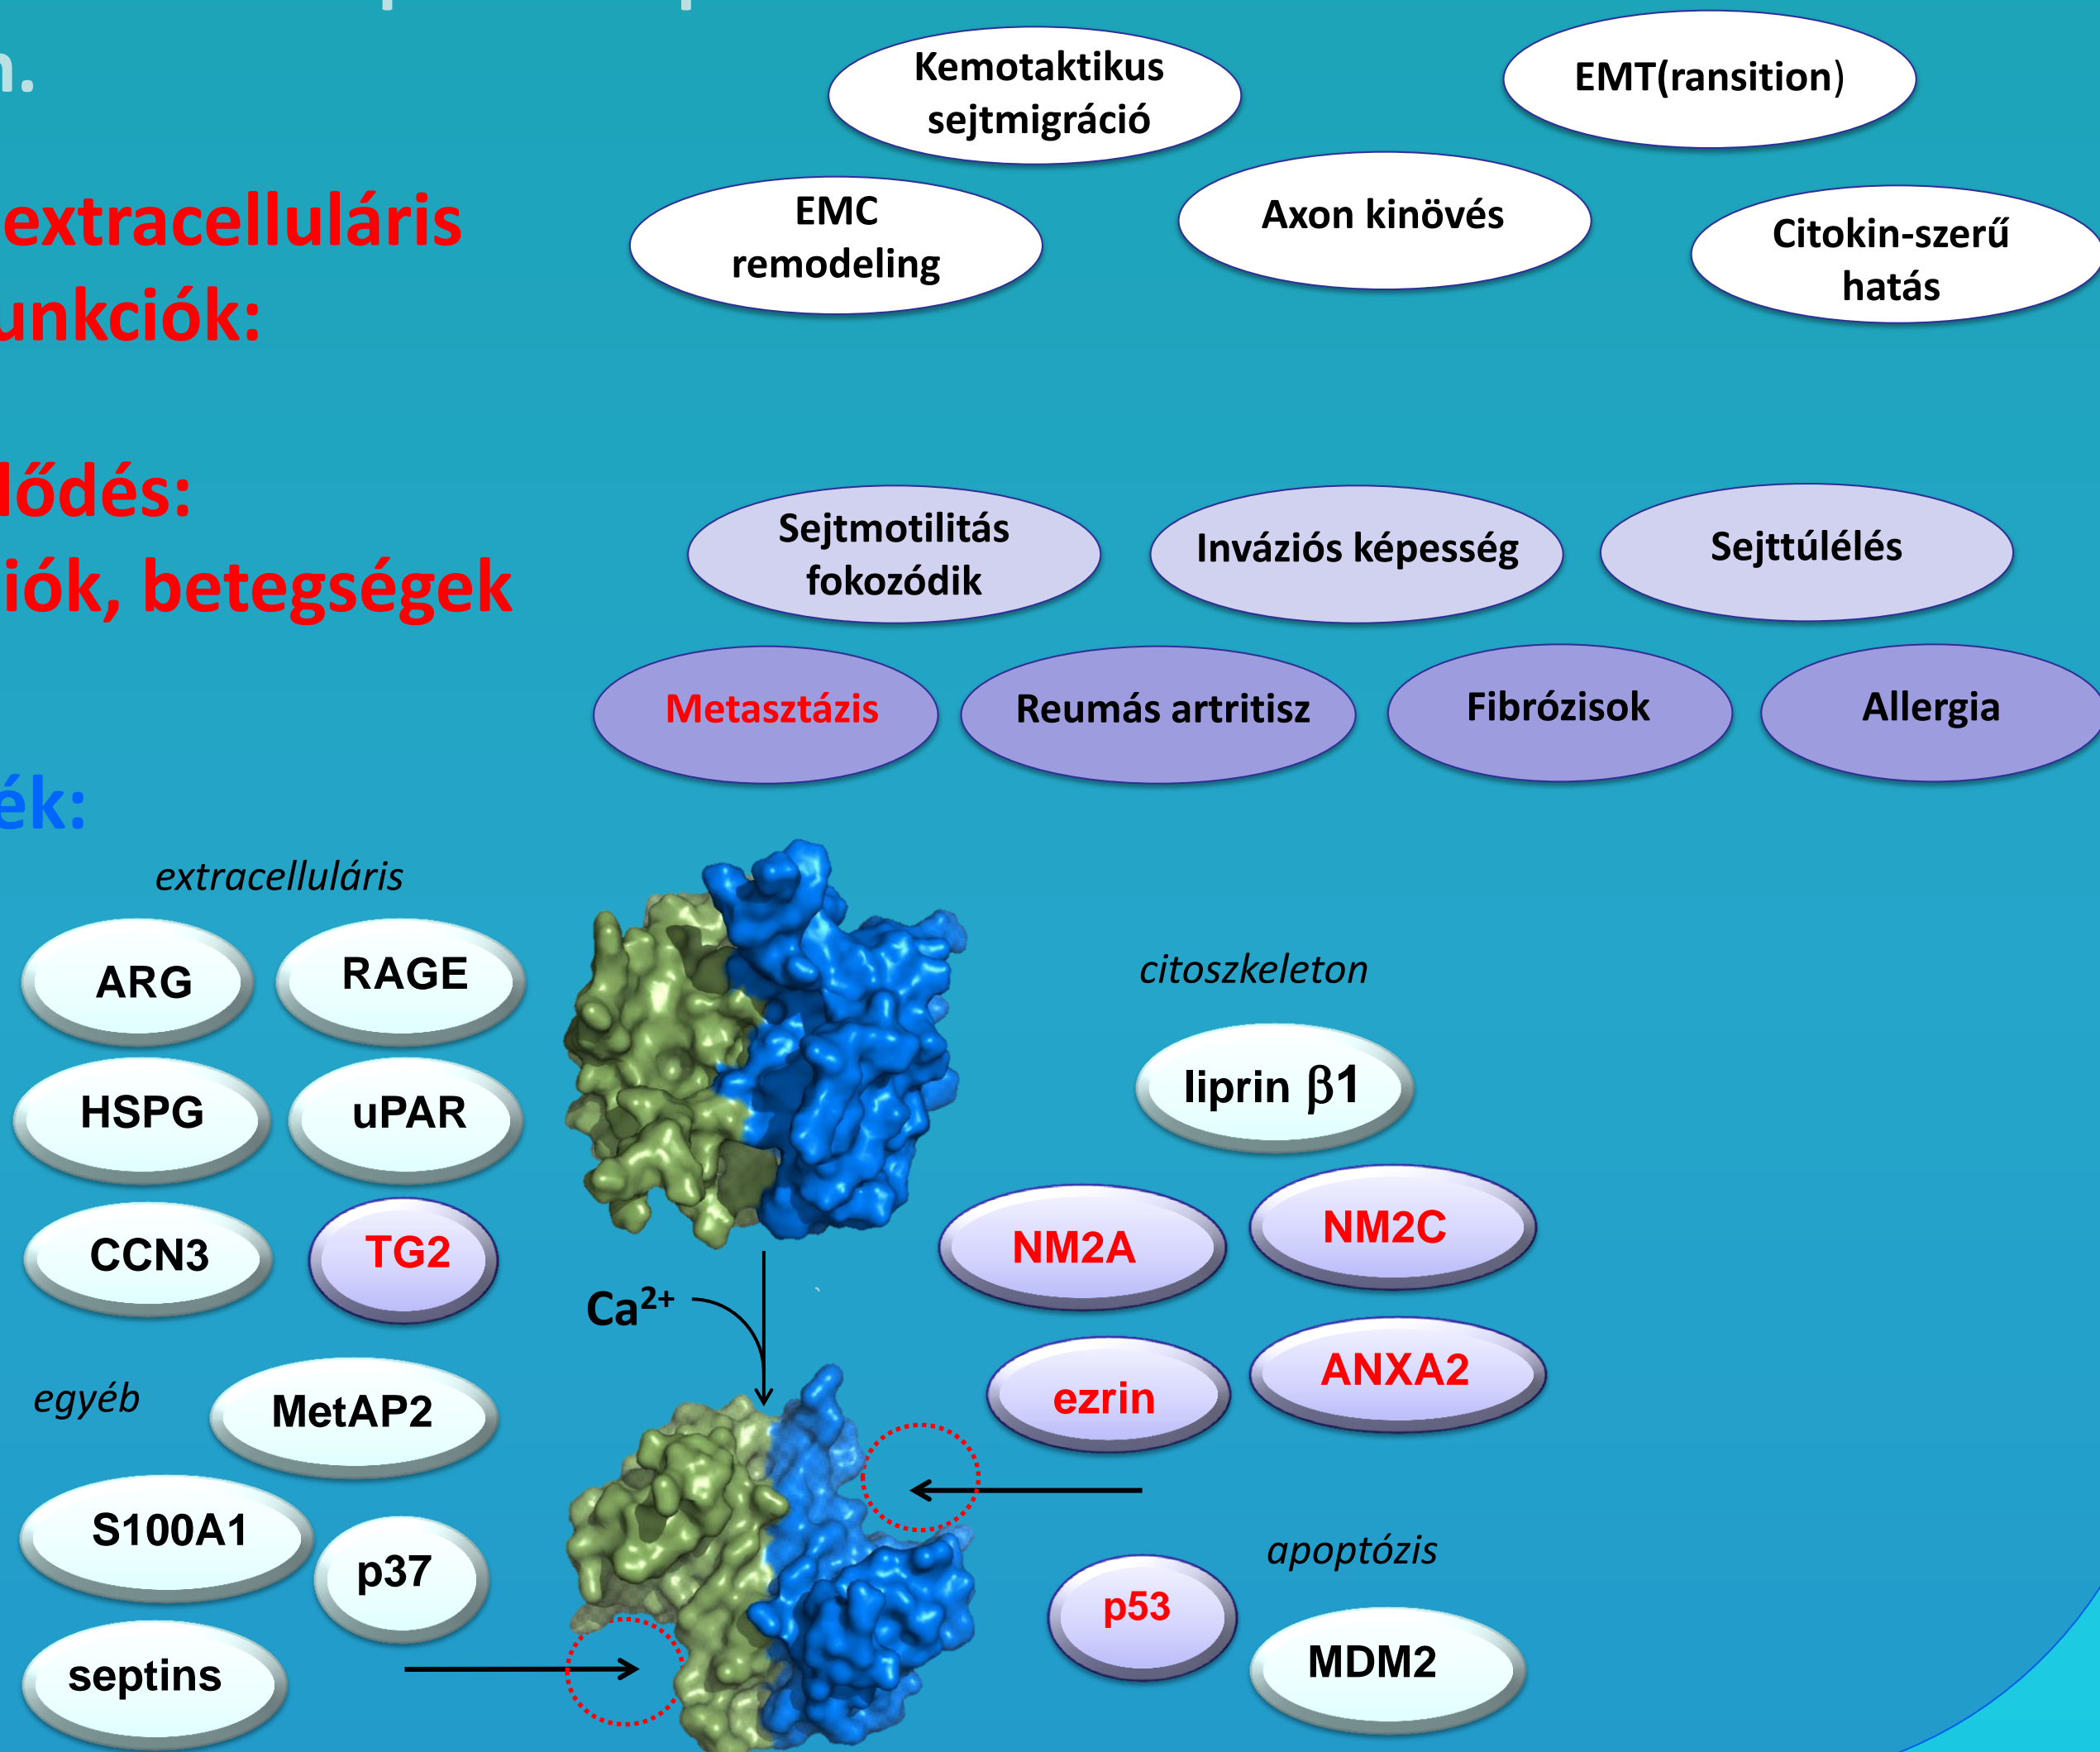 Kemotaktikus
sejtmigráció
EMT(ransition)
extracelluláris
EMC
remodeling
Axon kinövés
Citokin-szerű
hatás
unkciók:
lődés:
Sejtmotilitás
fokozódik
Inváziós képesség
Sejttúlélés
iók, betegségek
Metasztázis
Reumás artritisz
Fibrózisok
Allergia
ék:
extracelluláris
ARG
RAGE
HSPG
uPAR
CCN3
TG2
egyéb
MetAP2
S100A1
p37
septins
Ca²⁺
citoszkeleton
liprin β1
NM2A
NM2C
ezrin
ANXA2
apoptózis
p53
MDM2